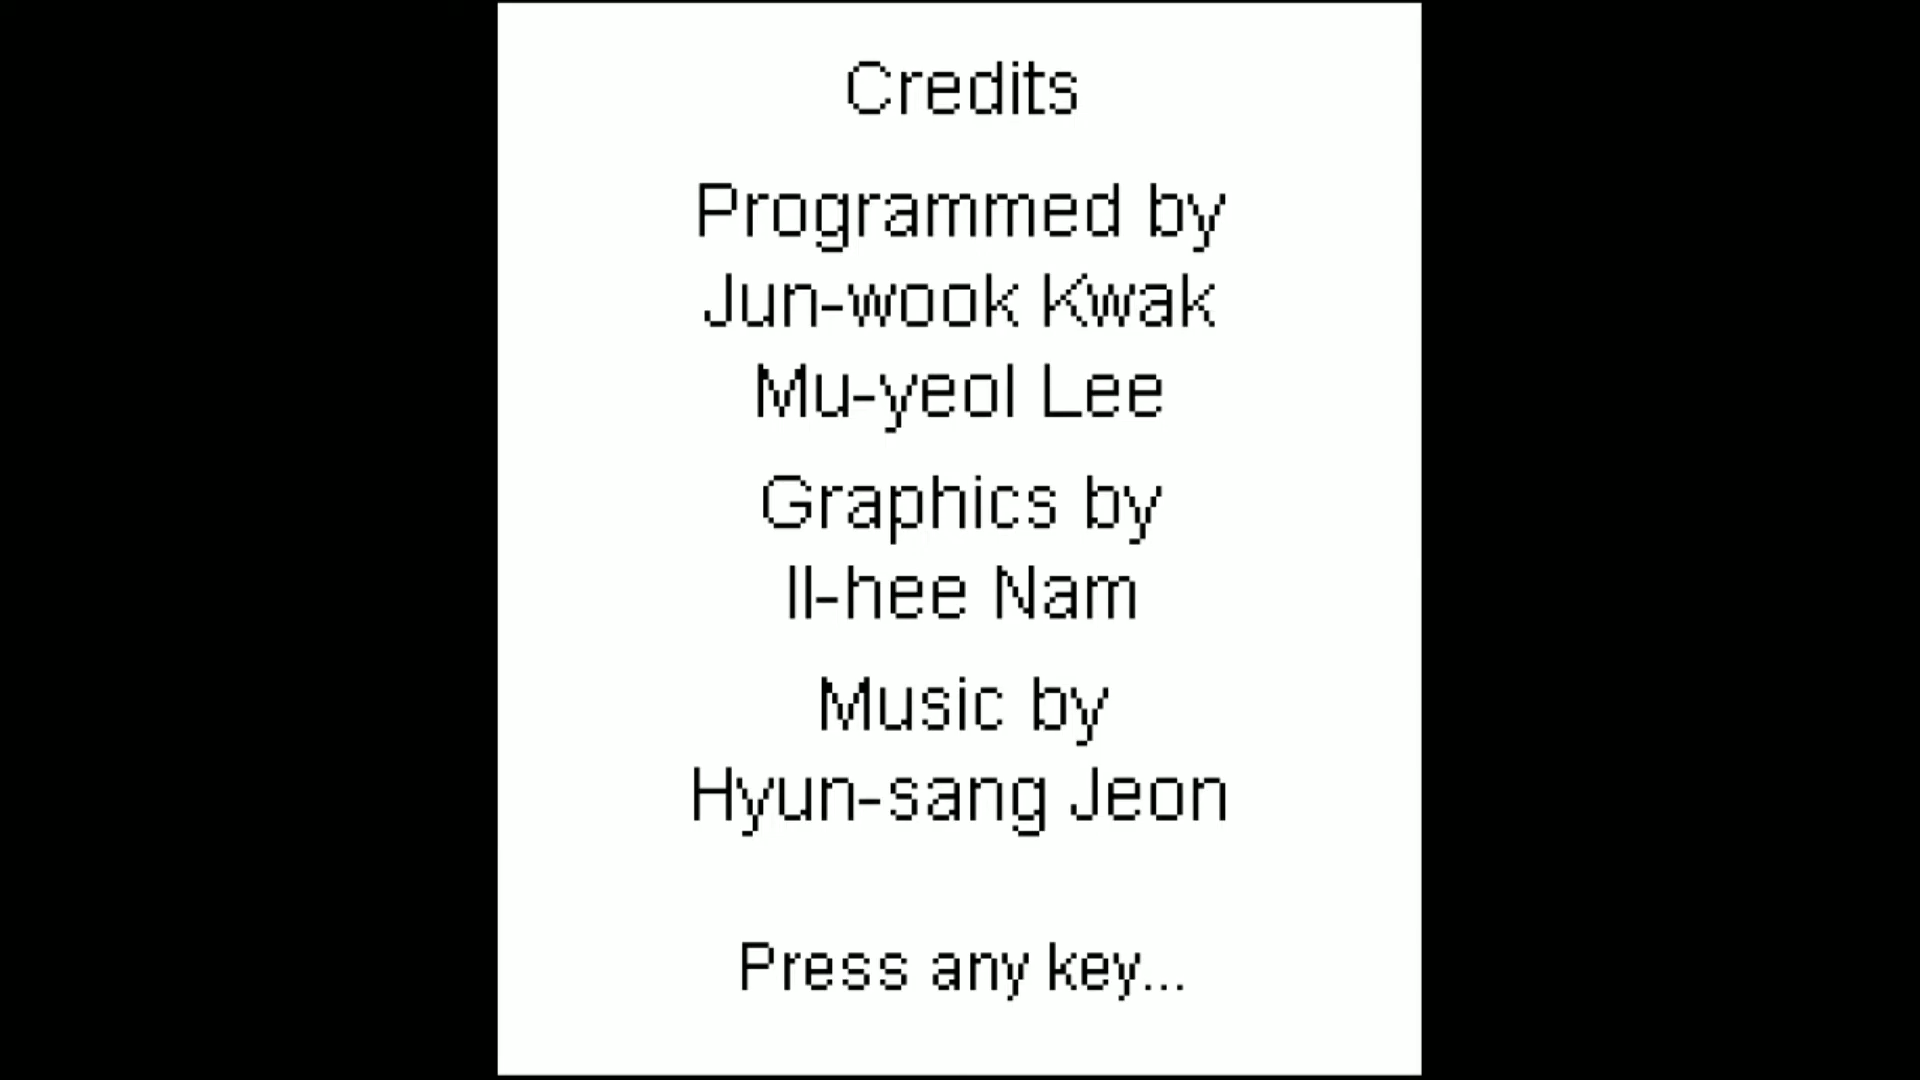 Credits
Programmed by
Jun-wook Kwak
Mu-yeol Lee
Graphics by
Il-hee Nam
Music by
Hyun-sang Jeon
Press any key...